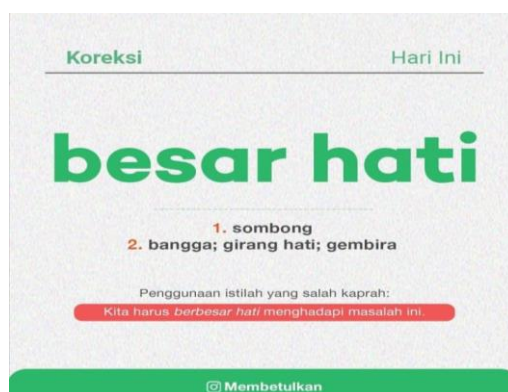 Koreksi
Hari Ini
besar hati
1. sombong
2. bangga; girang hati; gembira
Penggunaan istilah yang salah kaprah:
Kita harus berbesar hati menghadapi masalah ini.
Membetulkan